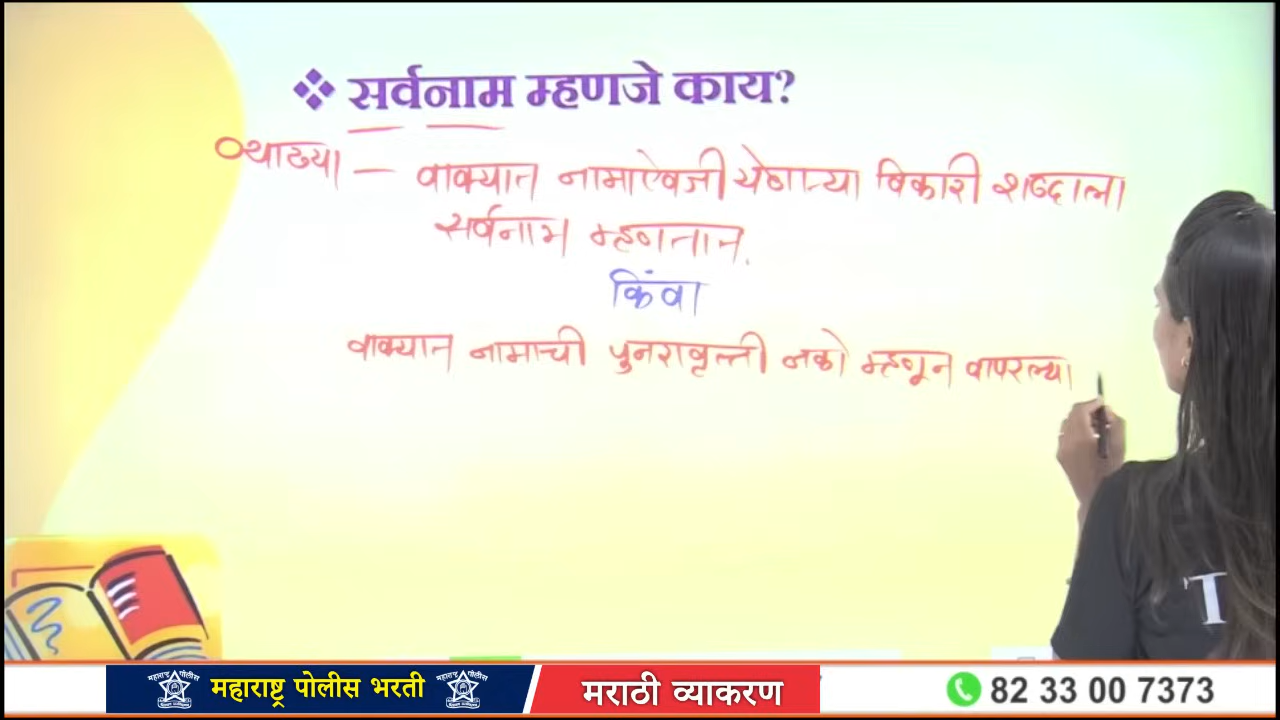 ❖ सर्वनाम म्हणजे काय?
व्याख्या — वाक्यात नामाऐवजी येणाऱ्या विकारी शब्दाला
सर्वनाम म्हणतात.
किंवा
वाक्यात नामाची पुनरावृत्ती नको म्हणून वापरल्या
T
महाराष्ट्र पोलीस भरती
मराठी व्याकरण
82 33 00 7373